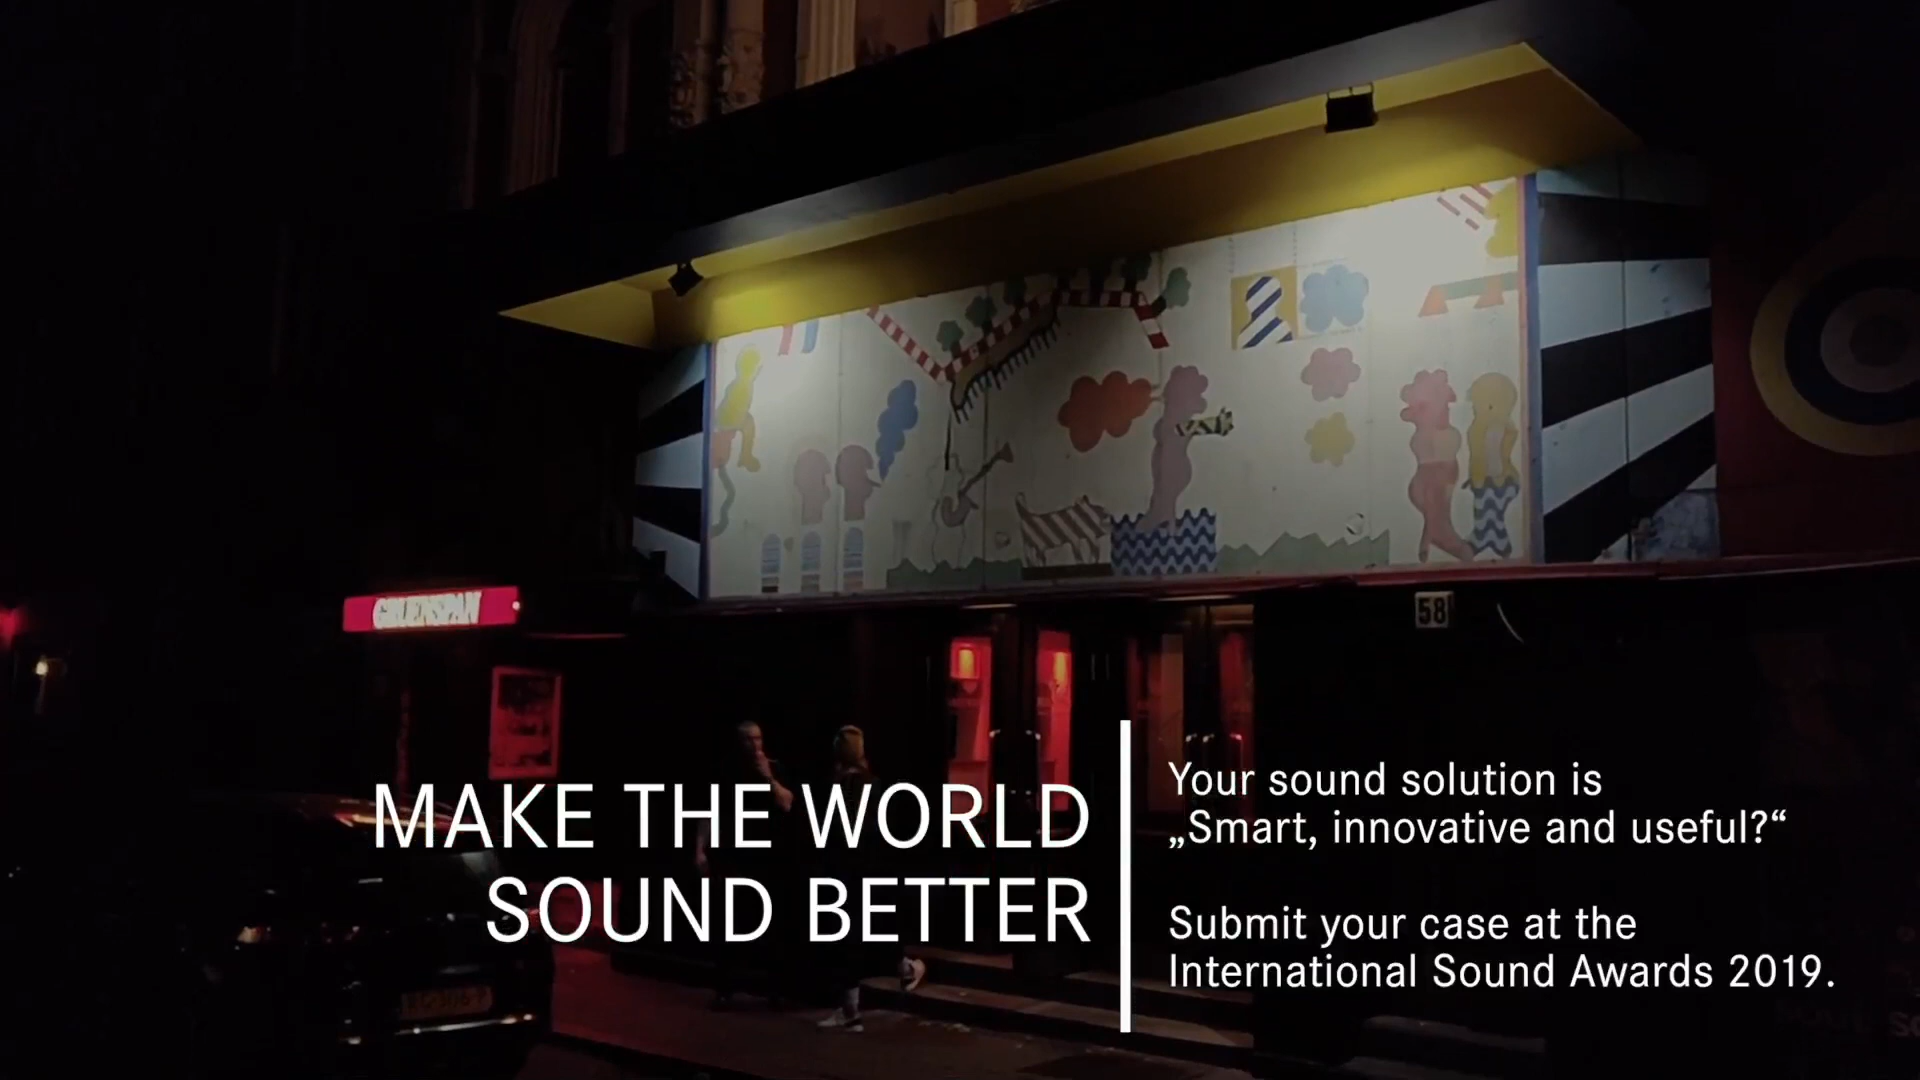 GRUENSPAN
58
MAKE THE WORLD
SOUND BETTER
Your sound solution is
„Smart, innovative and useful?“
Submit your case at the
International Sound Awards 2019.